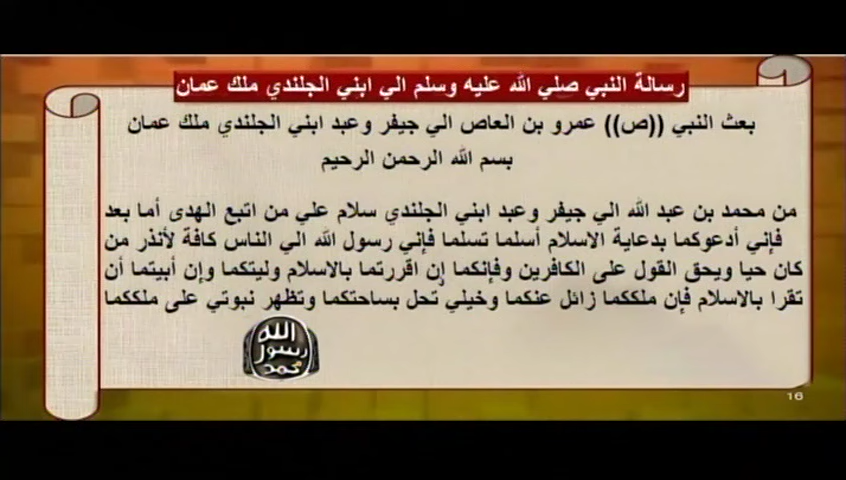 رسالة النبي صلي الله عليه وسلم الي ابني الجلندي ملك عمان
بعث النبي ((ص)) عمرو بن العاص الي جيفر وعبد ابني الجلندي ملك عمان
بسم الله الرحمن الرحيم
من محمد بن عبد الله الي جيفر وعبد ابني الجلندي سلام علي من اتبع الهدى أما بعد
فإني أدعوكما بدعاية الاسلام أسلما تسلما فإني رسول الله الي الناس كافة لأنذر من
كان حيا ويحق القول على الكافرين وفإنكما إن اقررتما بالاسلام وليتكما وإن أبيتما أن
تقرا بالاسلام فإن ملككما زائل عنكما وخيلي تحل بساحتكما وتظهر نبوتي على ملككما
الله
رسول
محمد
16